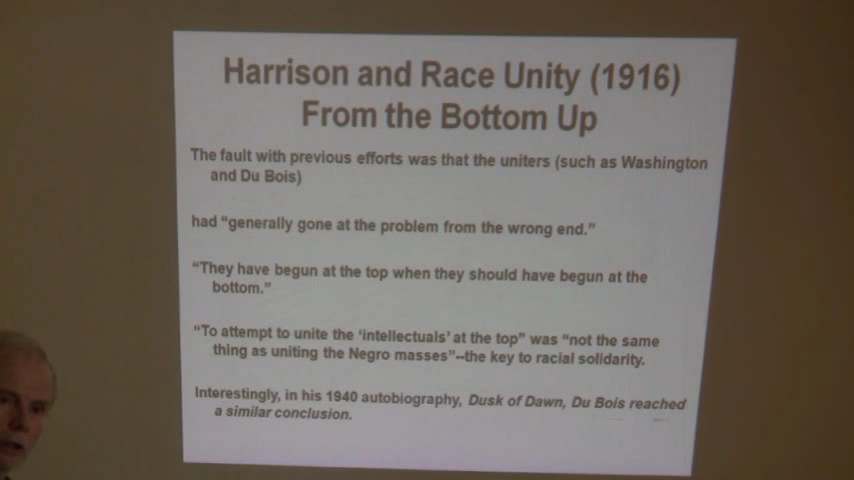 Harrison and Race Unity (1916)
From the Bottom Up
The fault with previous efforts was that the uniters (such as Washington
and Du Bois)
had “generally gone at the problem from the wrong end.”
“They have begun at the top when they should have begun at the
bottom.”
“To attempt to unite the ‘intellectuals’ at the top” was “not the same
thing as uniting the Negro masses”--the key to racial solidarity.
Interestingly, in his 1940 autobiography, Dusk of Dawn, Du Bois reached
a similar conclusion.